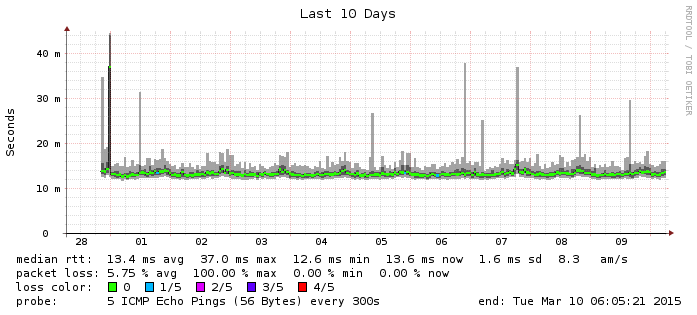 Last 10 Days
RRDTOOL / TOBI OETIKER
Seconds
40 m
30 m
20 m
10 m
0
28 01 02 03 04 05 06 07 08 09
median rtt: 13.4 ms avg 37.0 ms max 12.6 ms min 13.6 ms now 1.6 ms sd 8.3 am/s
packet loss: 5.75 % avg 100.00 % max 0.00 % min 0.00 % now
loss color: 0 1/5 2/5 3/5 4/5
probe: 5 ICMP Echo Pings (56 Bytes) every 300s end: Tue Mar 10 06:05:21 2015